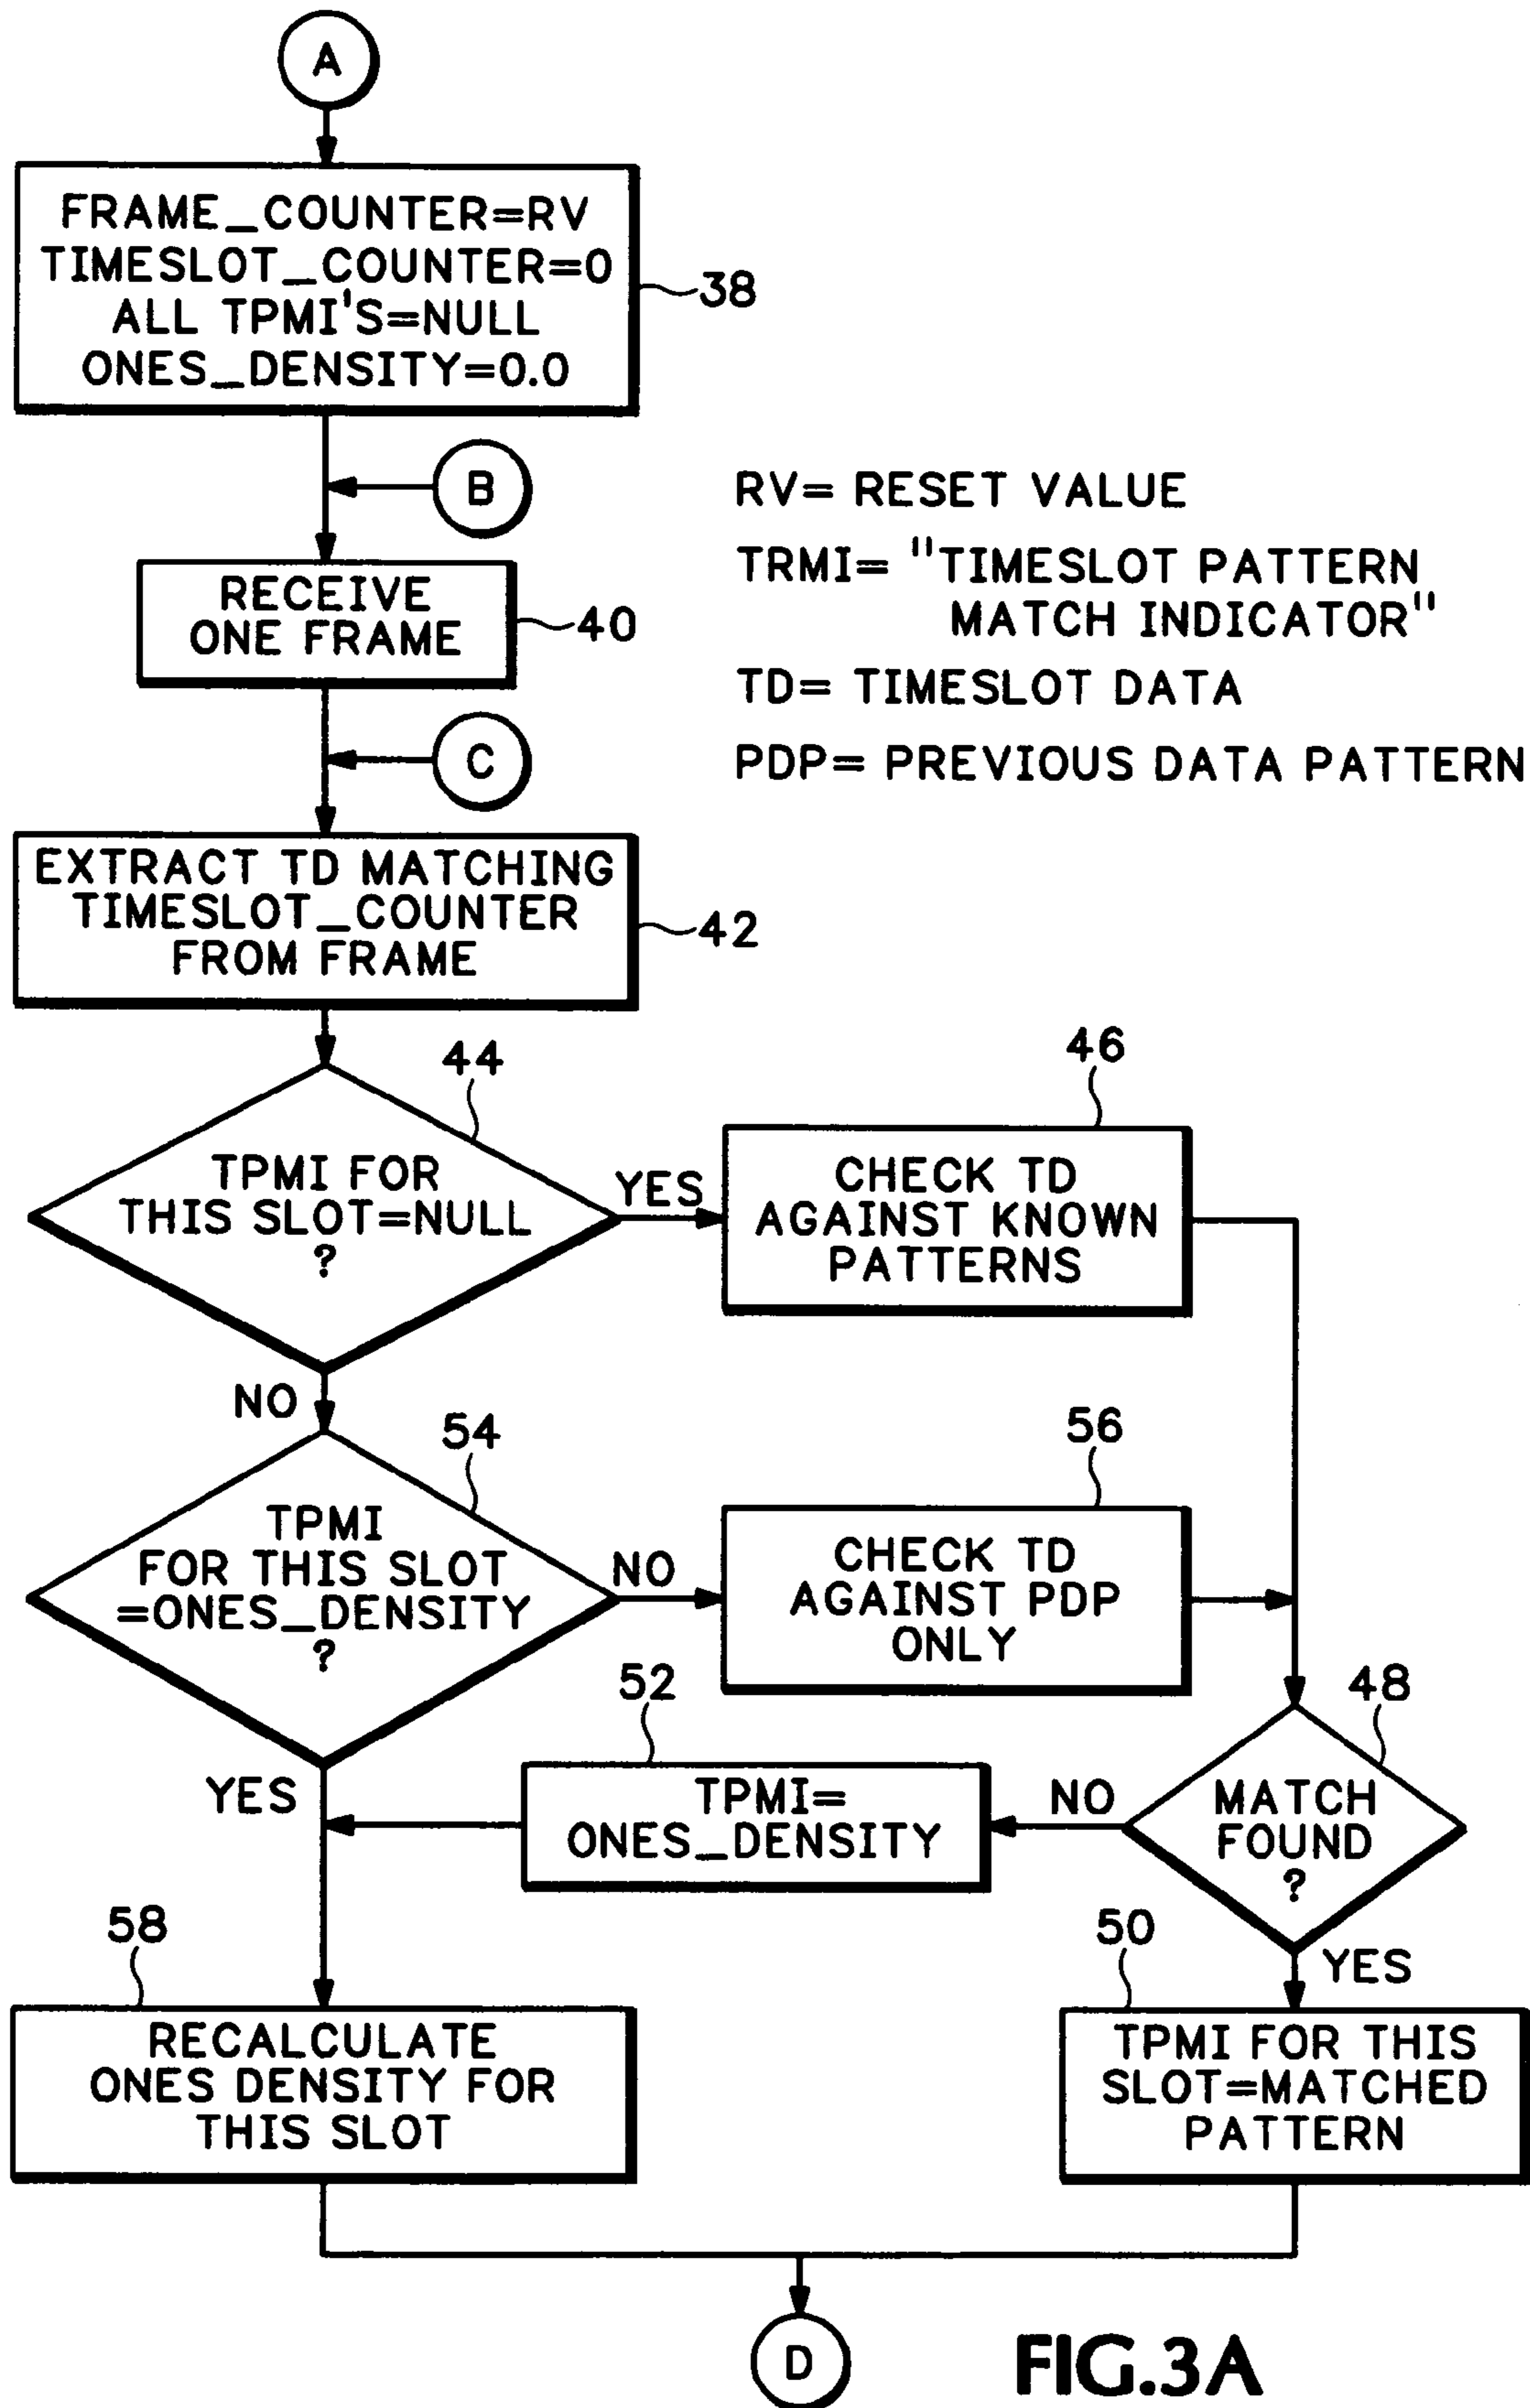 A
FRAME_COUNTER=RV
TIMESLOT_COUNTER=0
ALL TPMI'S=NULL
ONES_DENSITY=0.0
38
B
RV= RESET VALUE
TRMI= "TIMESLOT PATTERN
MATCH INDICATOR"
TD= TIMESLOT DATA
PDP= PREVIOUS DATA PATTERN
RECEIVE
ONE FRAME
40
C
EXTRACT TD MATCHING
TIMESLOT_COUNTER
FROM FRAME
42
44
TPMI FOR
THIS SLOT=NULL
?
YES
46
CHECK TD
AGAINST KNOWN
PATTERNS
NO
54
TPMI
FOR THIS SLOT
=ONES_DENSITY
?
NO
56
CHECK TD
AGAINST PDP
ONLY
48
MATCH
FOUND
?
NO
52
TPMI=
ONES_DENSITY
YES
58
RECALCULATE
ONES DENSITY FOR
THIS SLOT
YES
50
TPMI FOR THIS
SLOT=MATCHED
PATTERN
D
FIG.3A